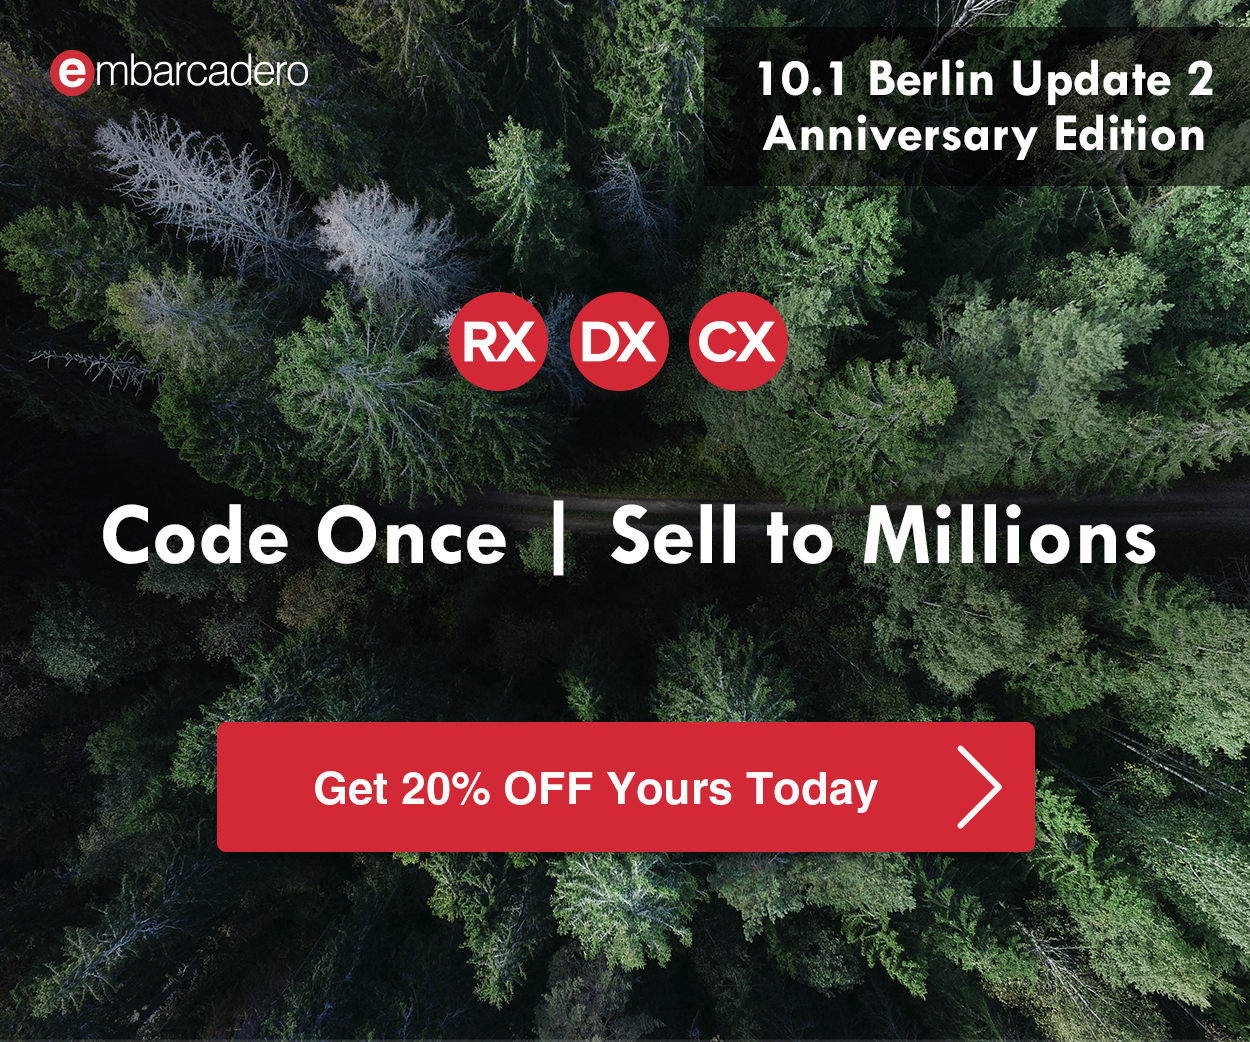 embarcadero
10.1 Berlin Update 2
Anniversary Edition
RX DX CX
Code Once | Sell to Millions
Get 20% OFF Yours Today